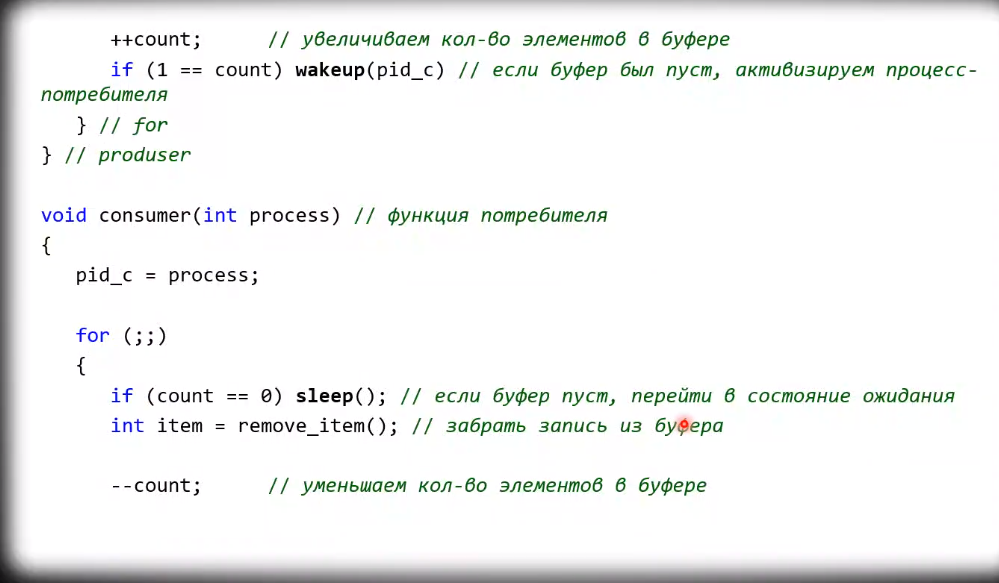 ++count; // увеличиваем кол-во элементов в буфере
if (1 == count) wakeup(pid_c) // если буфер был пуст, активизируем процесс-
потребителя
} // for
} // produser
void consumer(int process) // функция потребителя
{
pid_c = process;
for (;;)
{
if (count == 0) sleep(); // если буфер пуст, перейти в состояние ожидания
int item = remove_item(); // забрать запись из буфера
--count; // уменьшаем кол-во элементов в буфере